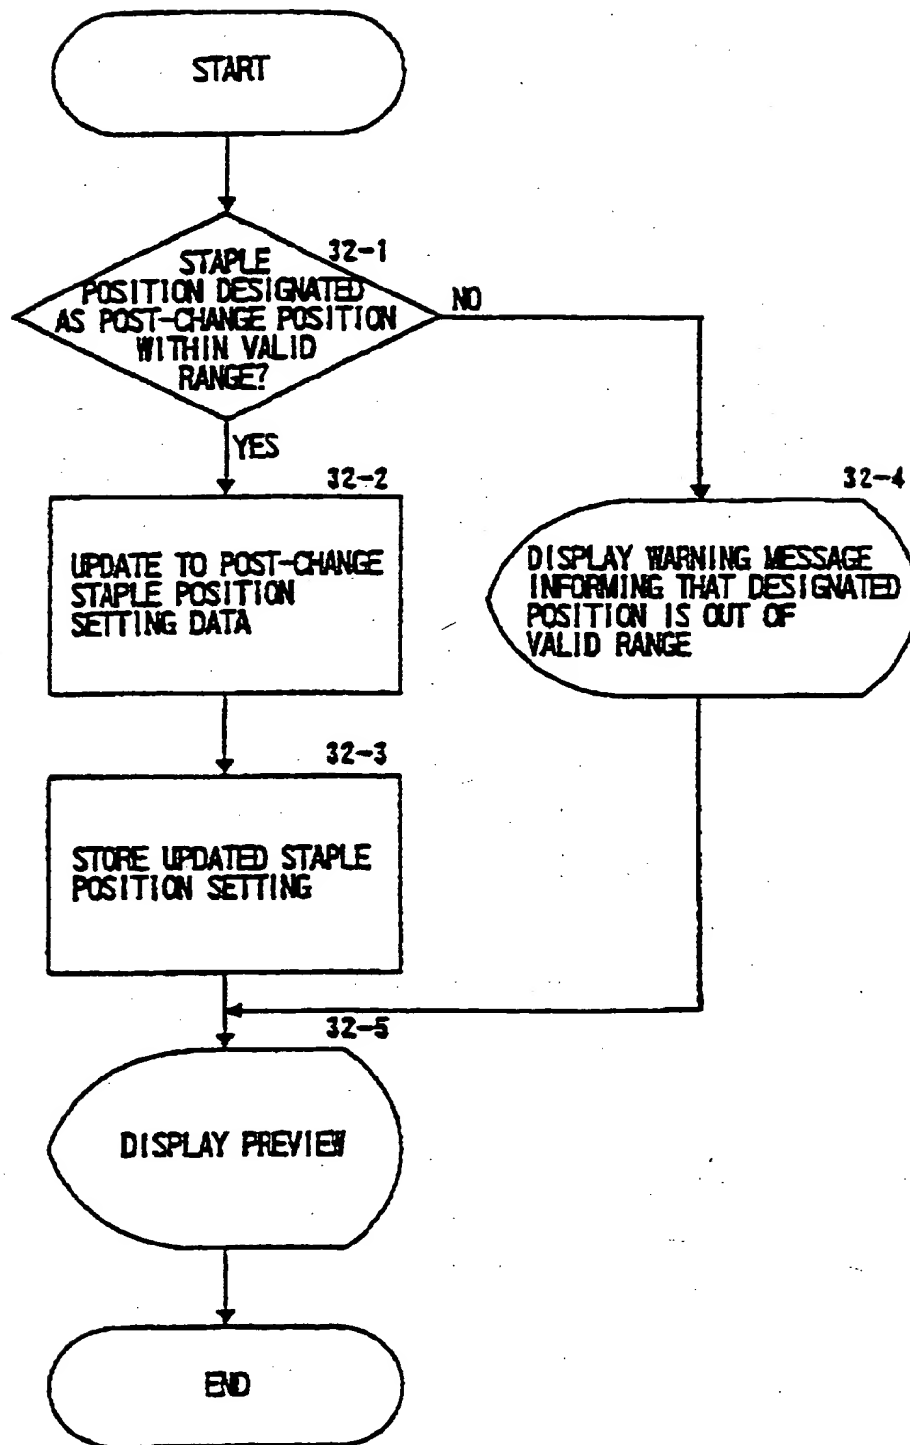 START
32-1
STAPLE
POSITION DESIGNATED
AS POST-CHANGE POSITION
WITHIN VALID
RANGE?
NO
YES
32-2
UPDATE TO POST-CHANGE
STAPLE POSITION
SETTING DATA
32-4
DISPLAY WARNING MESSAGE
INFORMING THAT DESIGNATED
POSITION IS OUT OF
VALID RANGE
32-3
STORE UPDATED STAPLE
POSITION SETTING
32-5
DISPLAY PREVIEW
END